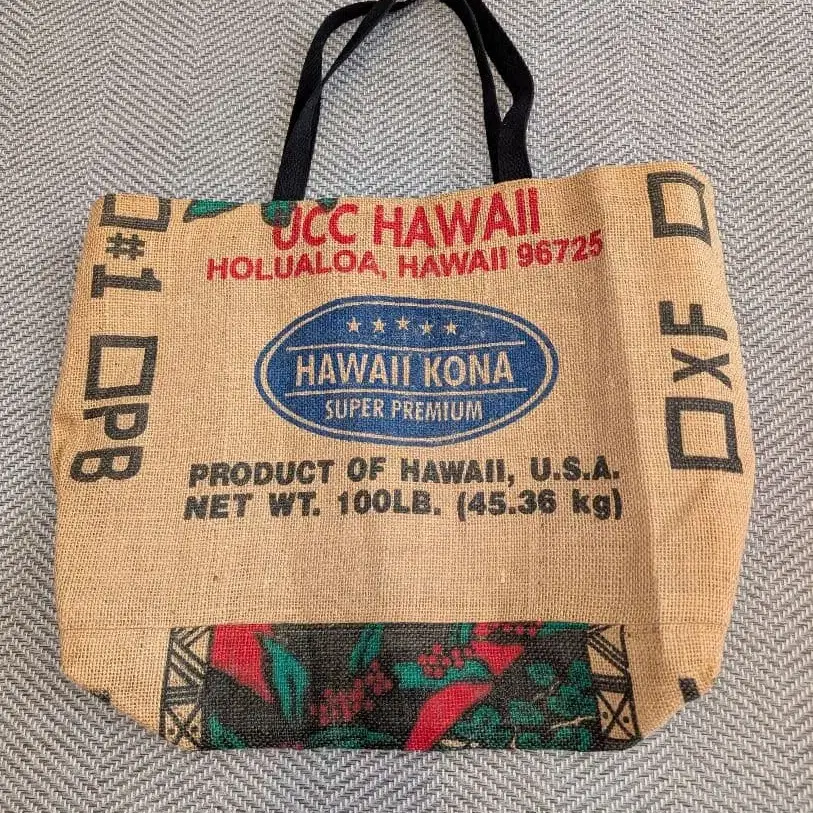 UCC HAWAII
HOLUALOA, HAWAII 96725
HAWAII KONA
SUPER PREMIUM
PRODUCT OF HAWAII, U.S.A.
NET WT. 100LB. (45.36 kg)
#1
PB
XF